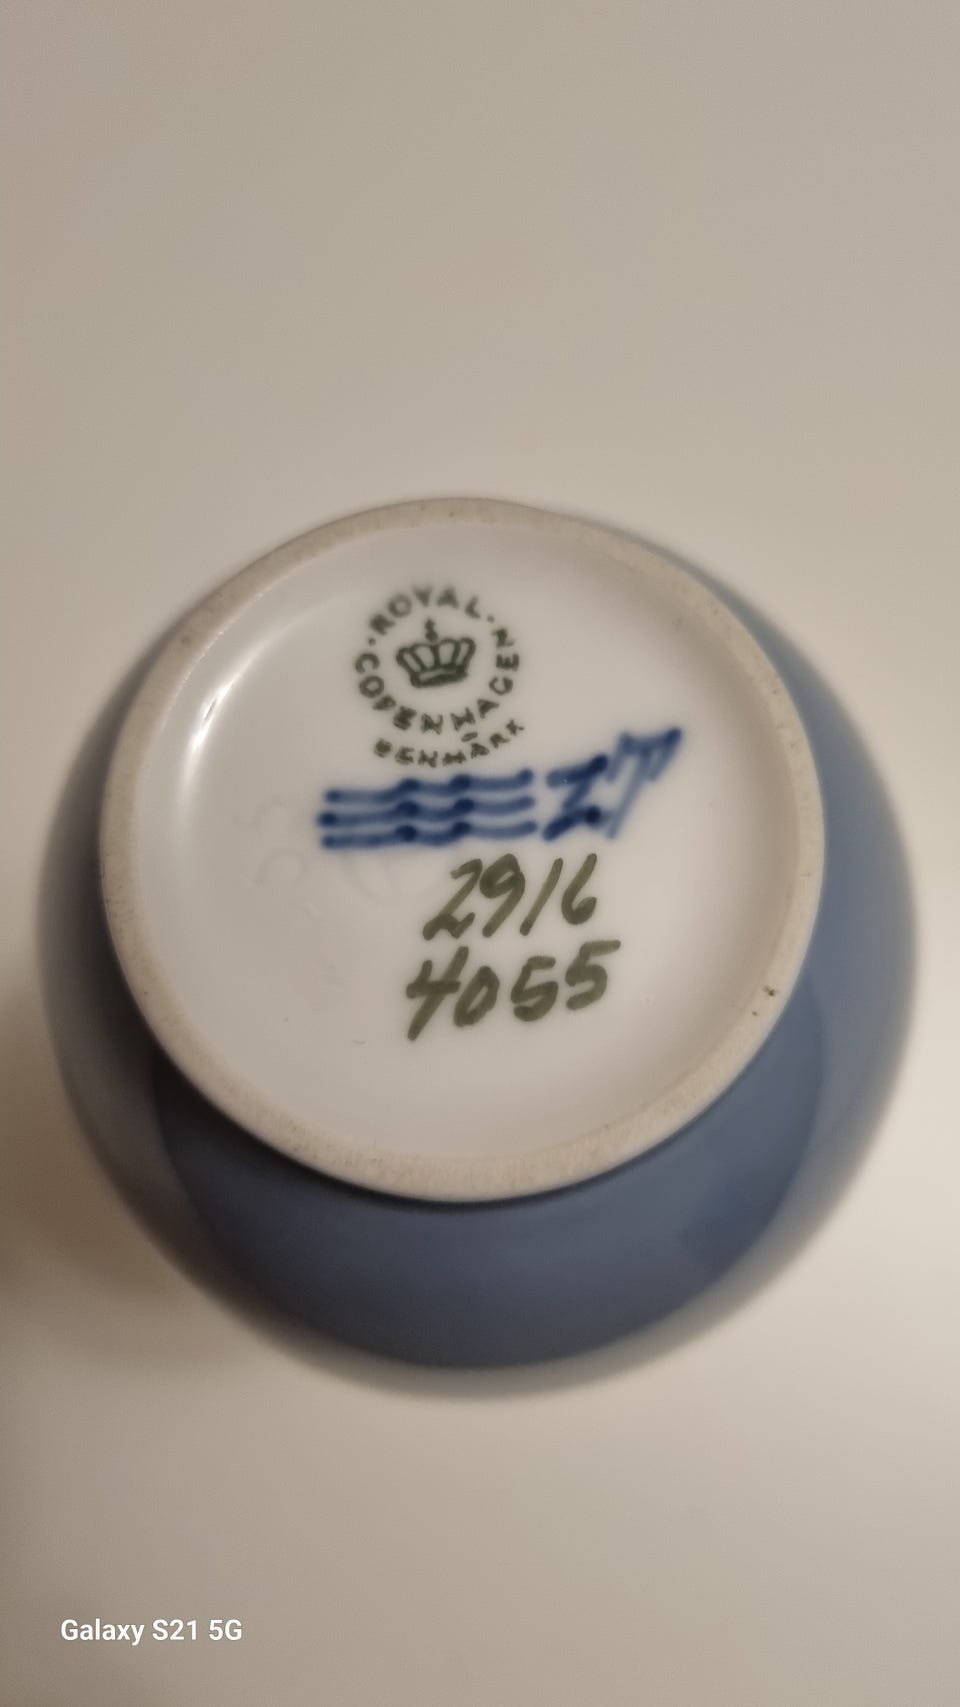 ROYAL
COPENHAGEN
DENMARK
2916
4055
Galaxy S21 5G